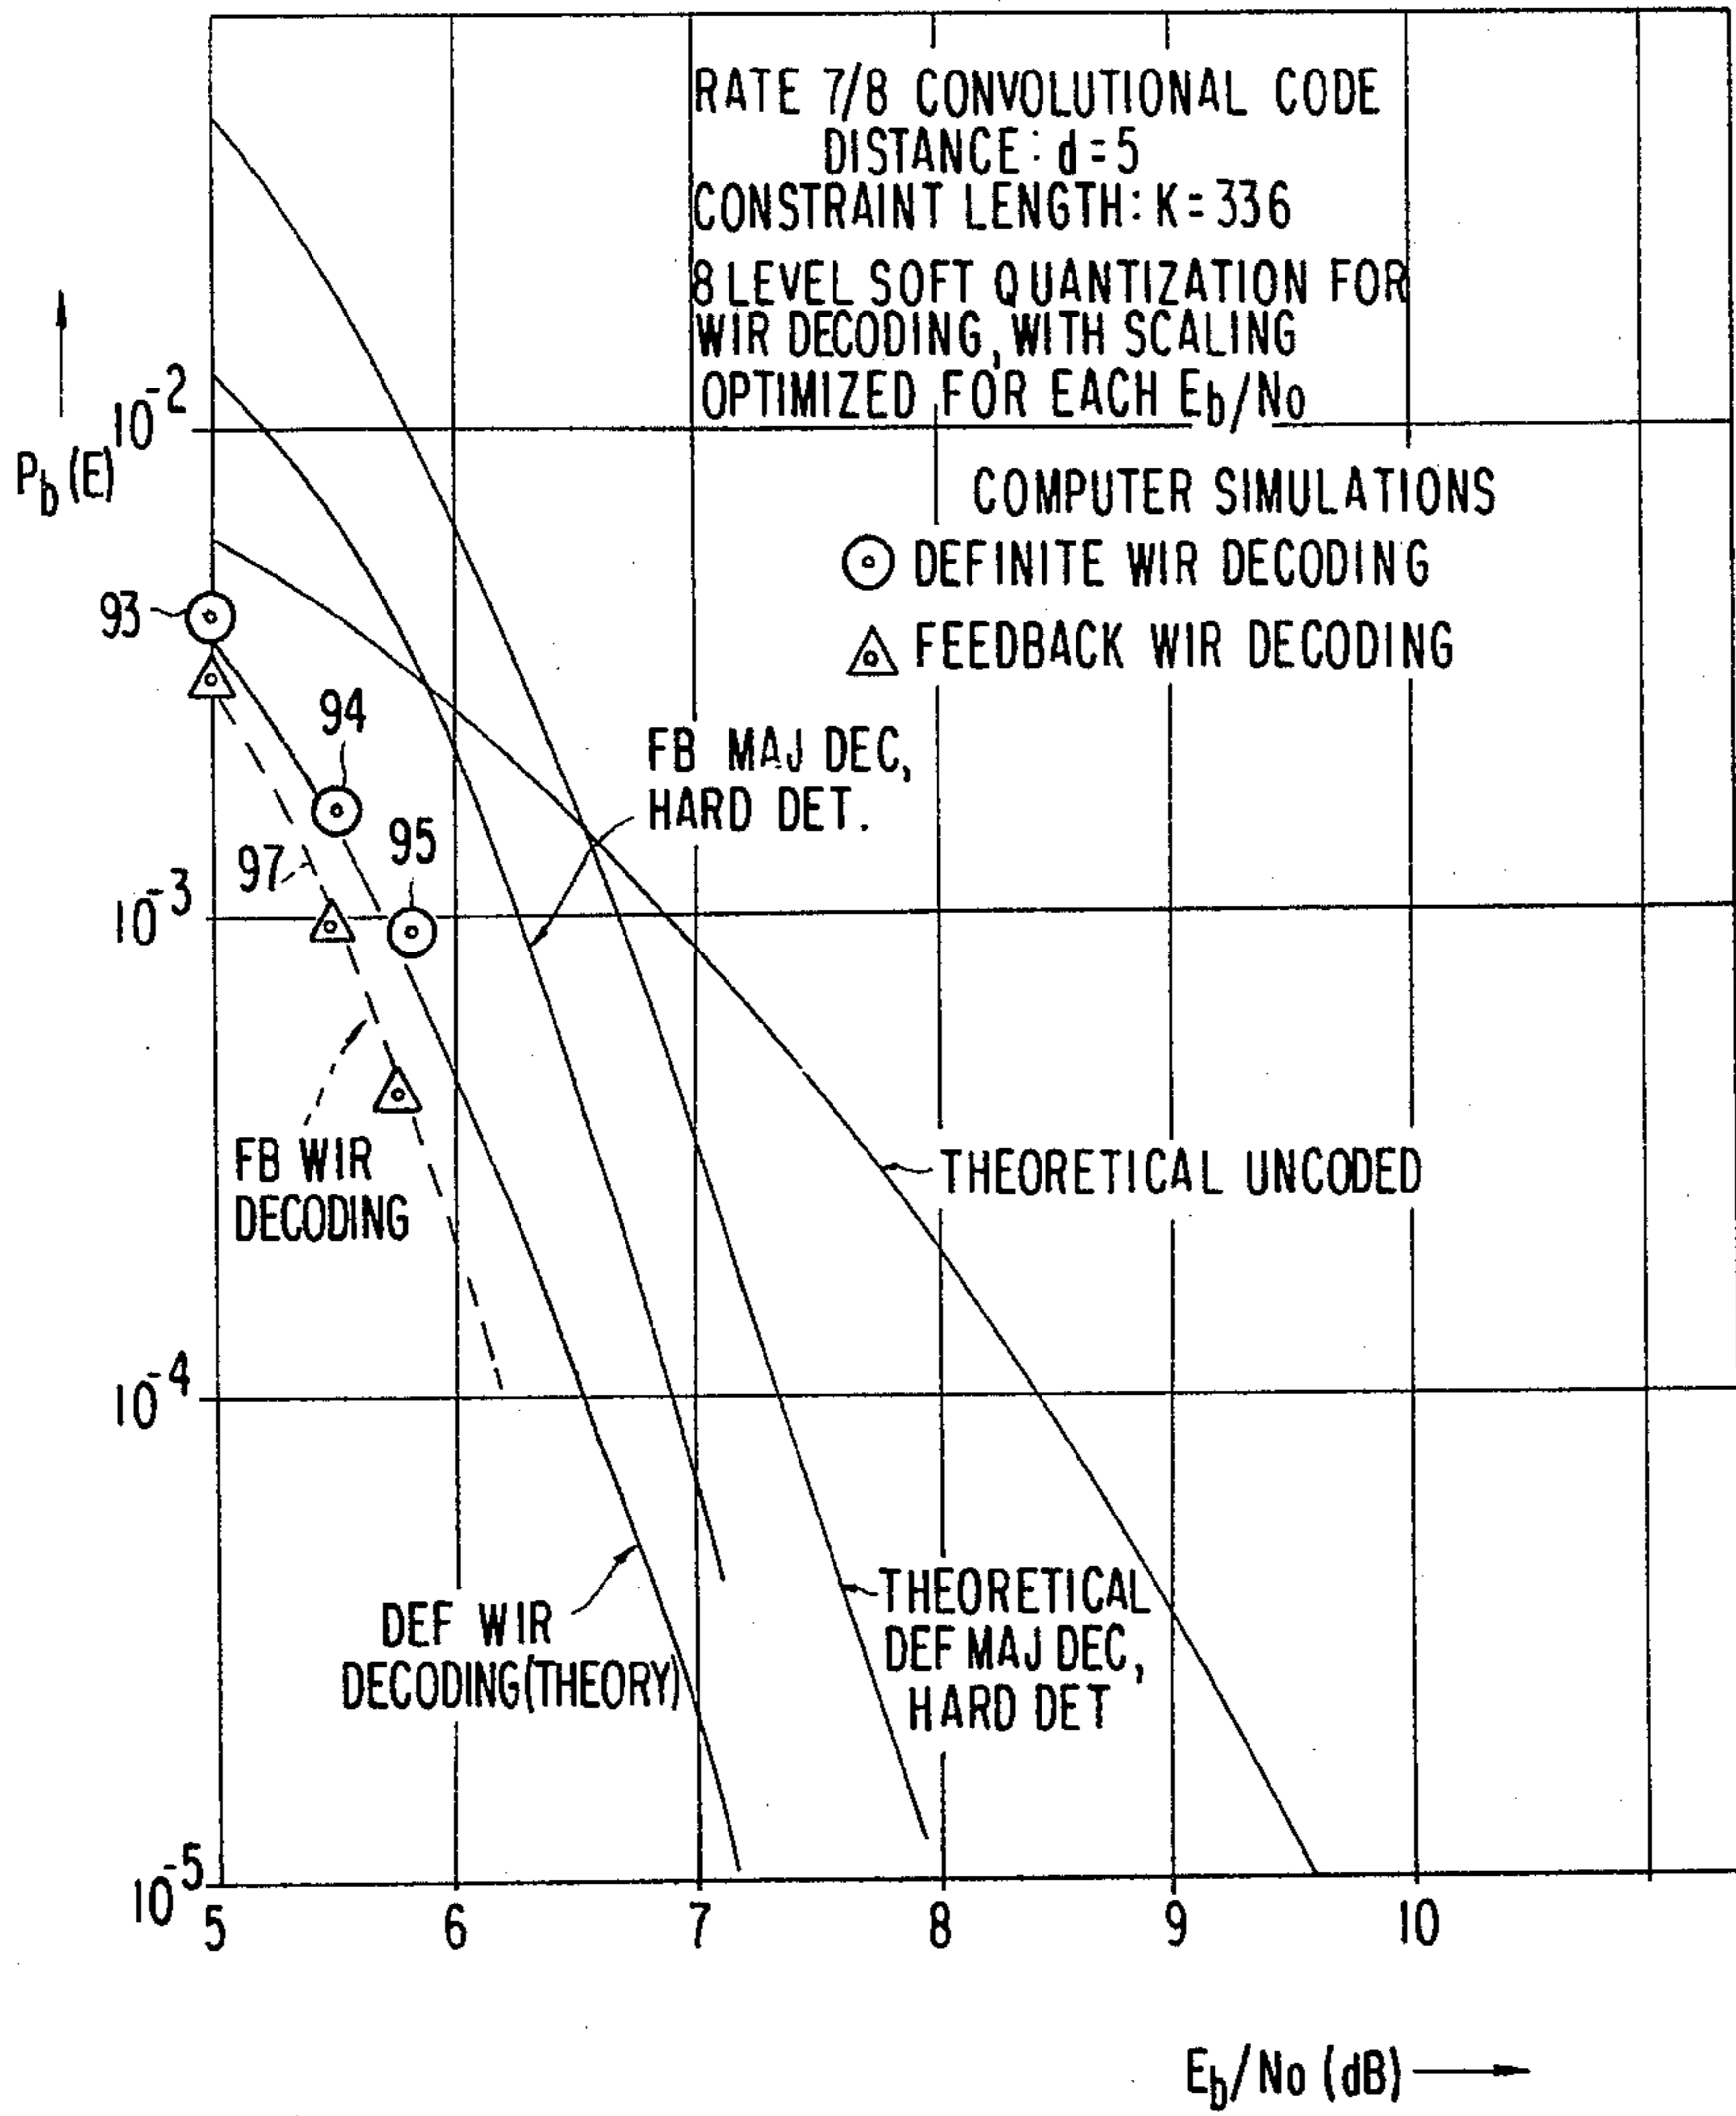 RATE 7/8 CONVOLUTIONAL CODE
DISTANCE: d=5
CONSTRAINT LENGTH: K=336
8 LEVEL SOFT QUANTIZATION FOR
WIR DECODING, WITH SCALING
OPTIMIZED FOR EACH Eb/No
10-2
Pb(E)
COMPUTER SIMULATIONS
DEFINITE WIR DECODING
FEEDBACK WIR DECODING
93
94
FB MAJ DEC,
HARD DET.
95
97
10-3
FB WIR
DECODING
THEORETICAL UNCODED
10-4
DEF WIR
DECODING(THEORY)
THEORETICAL
DEF MAJ DEC,
HARD DET
10-5
5 6 7 8 9 10
Eb/No (dB)